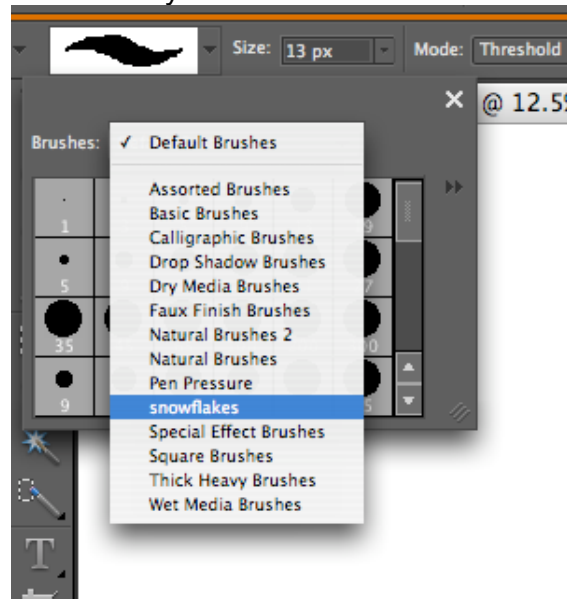 Size: 13 px Mode: Threshold
@ 12.5
Brushes: ✓ Default Brushes
Assorted Brushes
Basic Brushes
Calligraphic Brushes
Drop Shadow Brushes
Dry Media Brushes
Faux Finish Brushes
Natural Brushes 2
Natural Brushes
Pen Pressure
snowflakes
Special Effect Brushes
Square Brushes
Thick Heavy Brushes
Wet Media Brushes
1
5
35
9
T